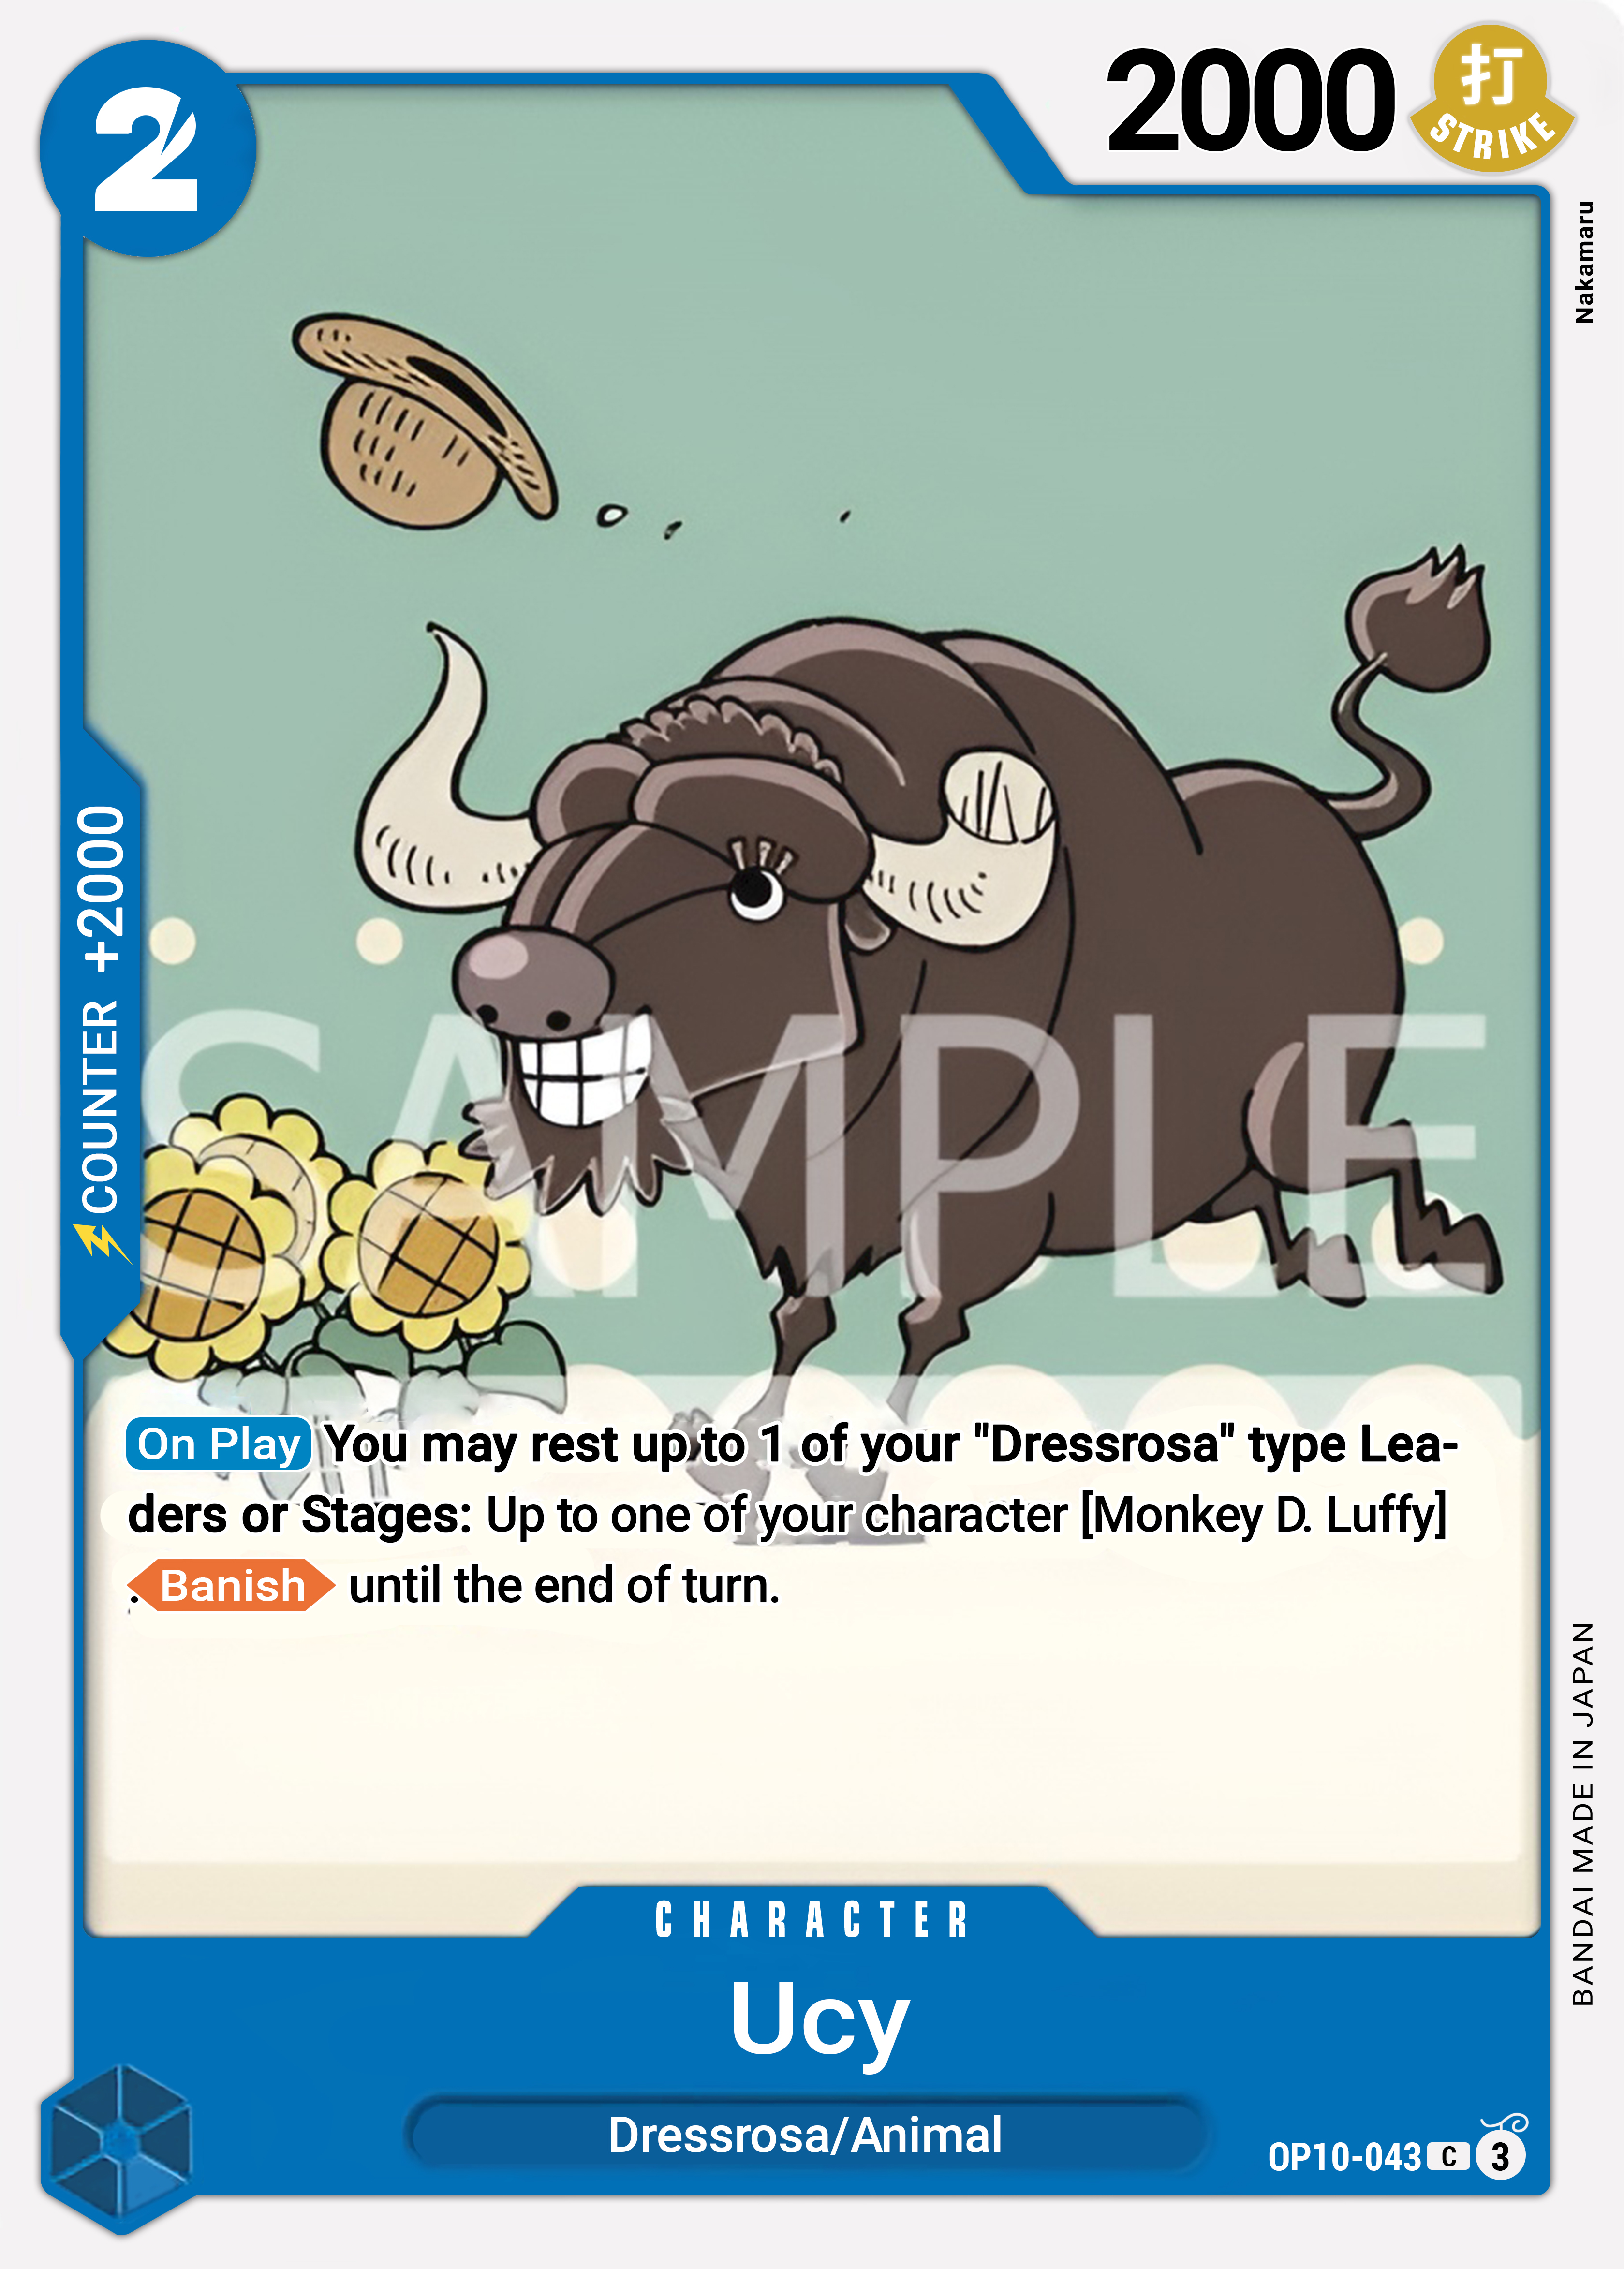 2
2000
打
STRIKE
Nakamaru
COUNTER +2000
SAMPLE
On Play You may rest up to 1 of your "Dressrosa" type Lea-
ders or Stages: Up to one of your character [Monkey D. Luffy]
Banish until the end of turn.
BANDAI MADE IN JAPAN
CHARACTER
Ucy
Dressrosa/Animal
OP10-043 C 3